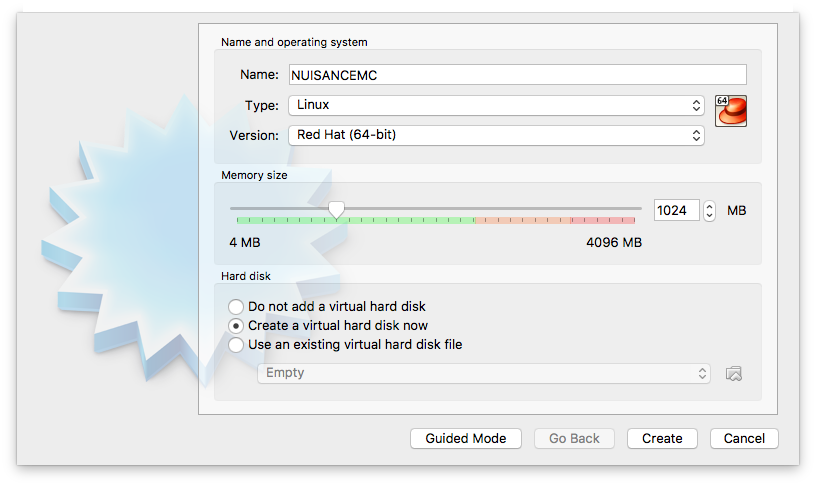 Name and operating system
Name: NUISANCEMC
Type: Linux
64
Version: Red Hat (64-bit)
Memory size
1024 MB
4 MB 4096 MB
Hard disk
Do not add a virtual hard disk
Create a virtual hard disk now
Use an existing virtual hard disk file
Empty
Guided Mode Go Back Create Cancel